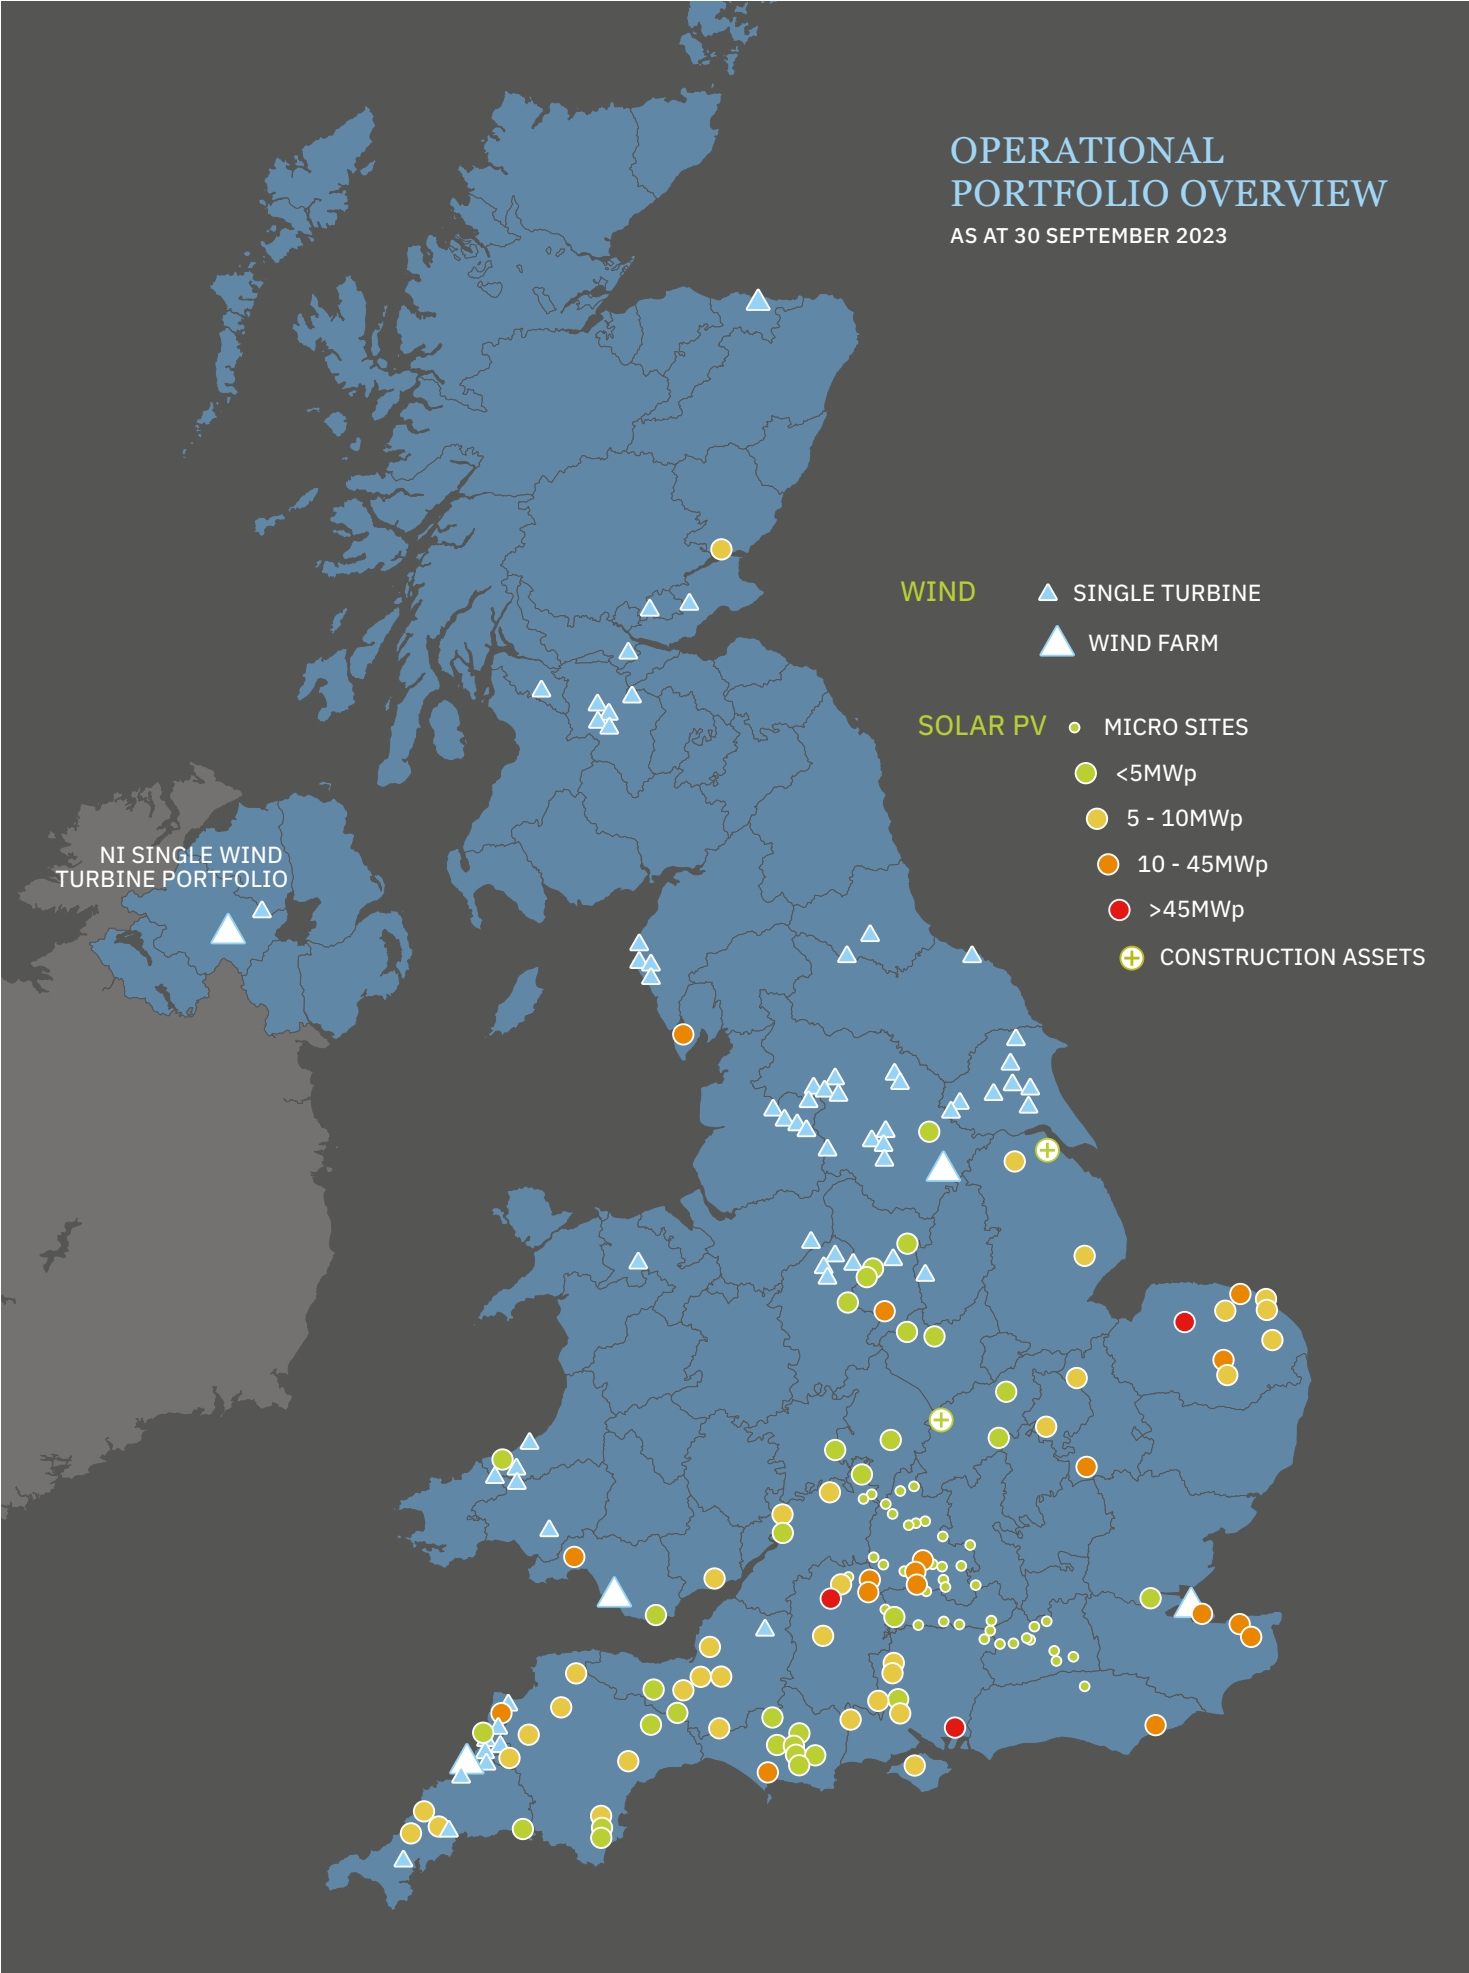 OPERATIONAL
PORTFOLIO OVERVIEW
AS AT 30 SEPTEMBER 2023
WIND
SINGLE TURBINE
WIND FARM
SOLAR PV
MICRO SITES
<5MWp
5 - 10MWp
10 - 45MWp
>45MWp
CONSTRUCTION ASSETS
NI SINGLE WIND
TURBINE PORTFOLIO